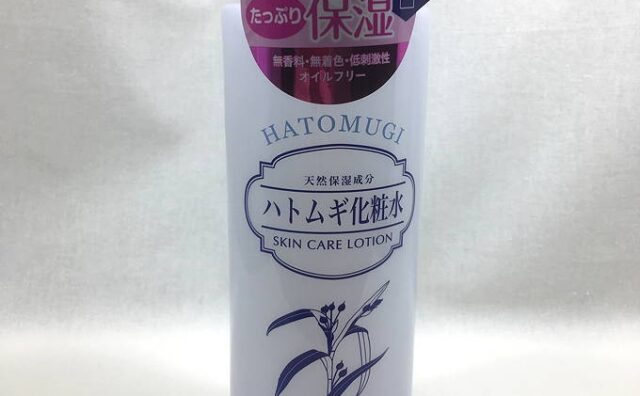 たっぷり
保湿
無香料・無着色・低刺激性
オイルフリー
HATOMUGI
天然保湿成分
ハトムギ化粧水
SKIN CARE LOTION